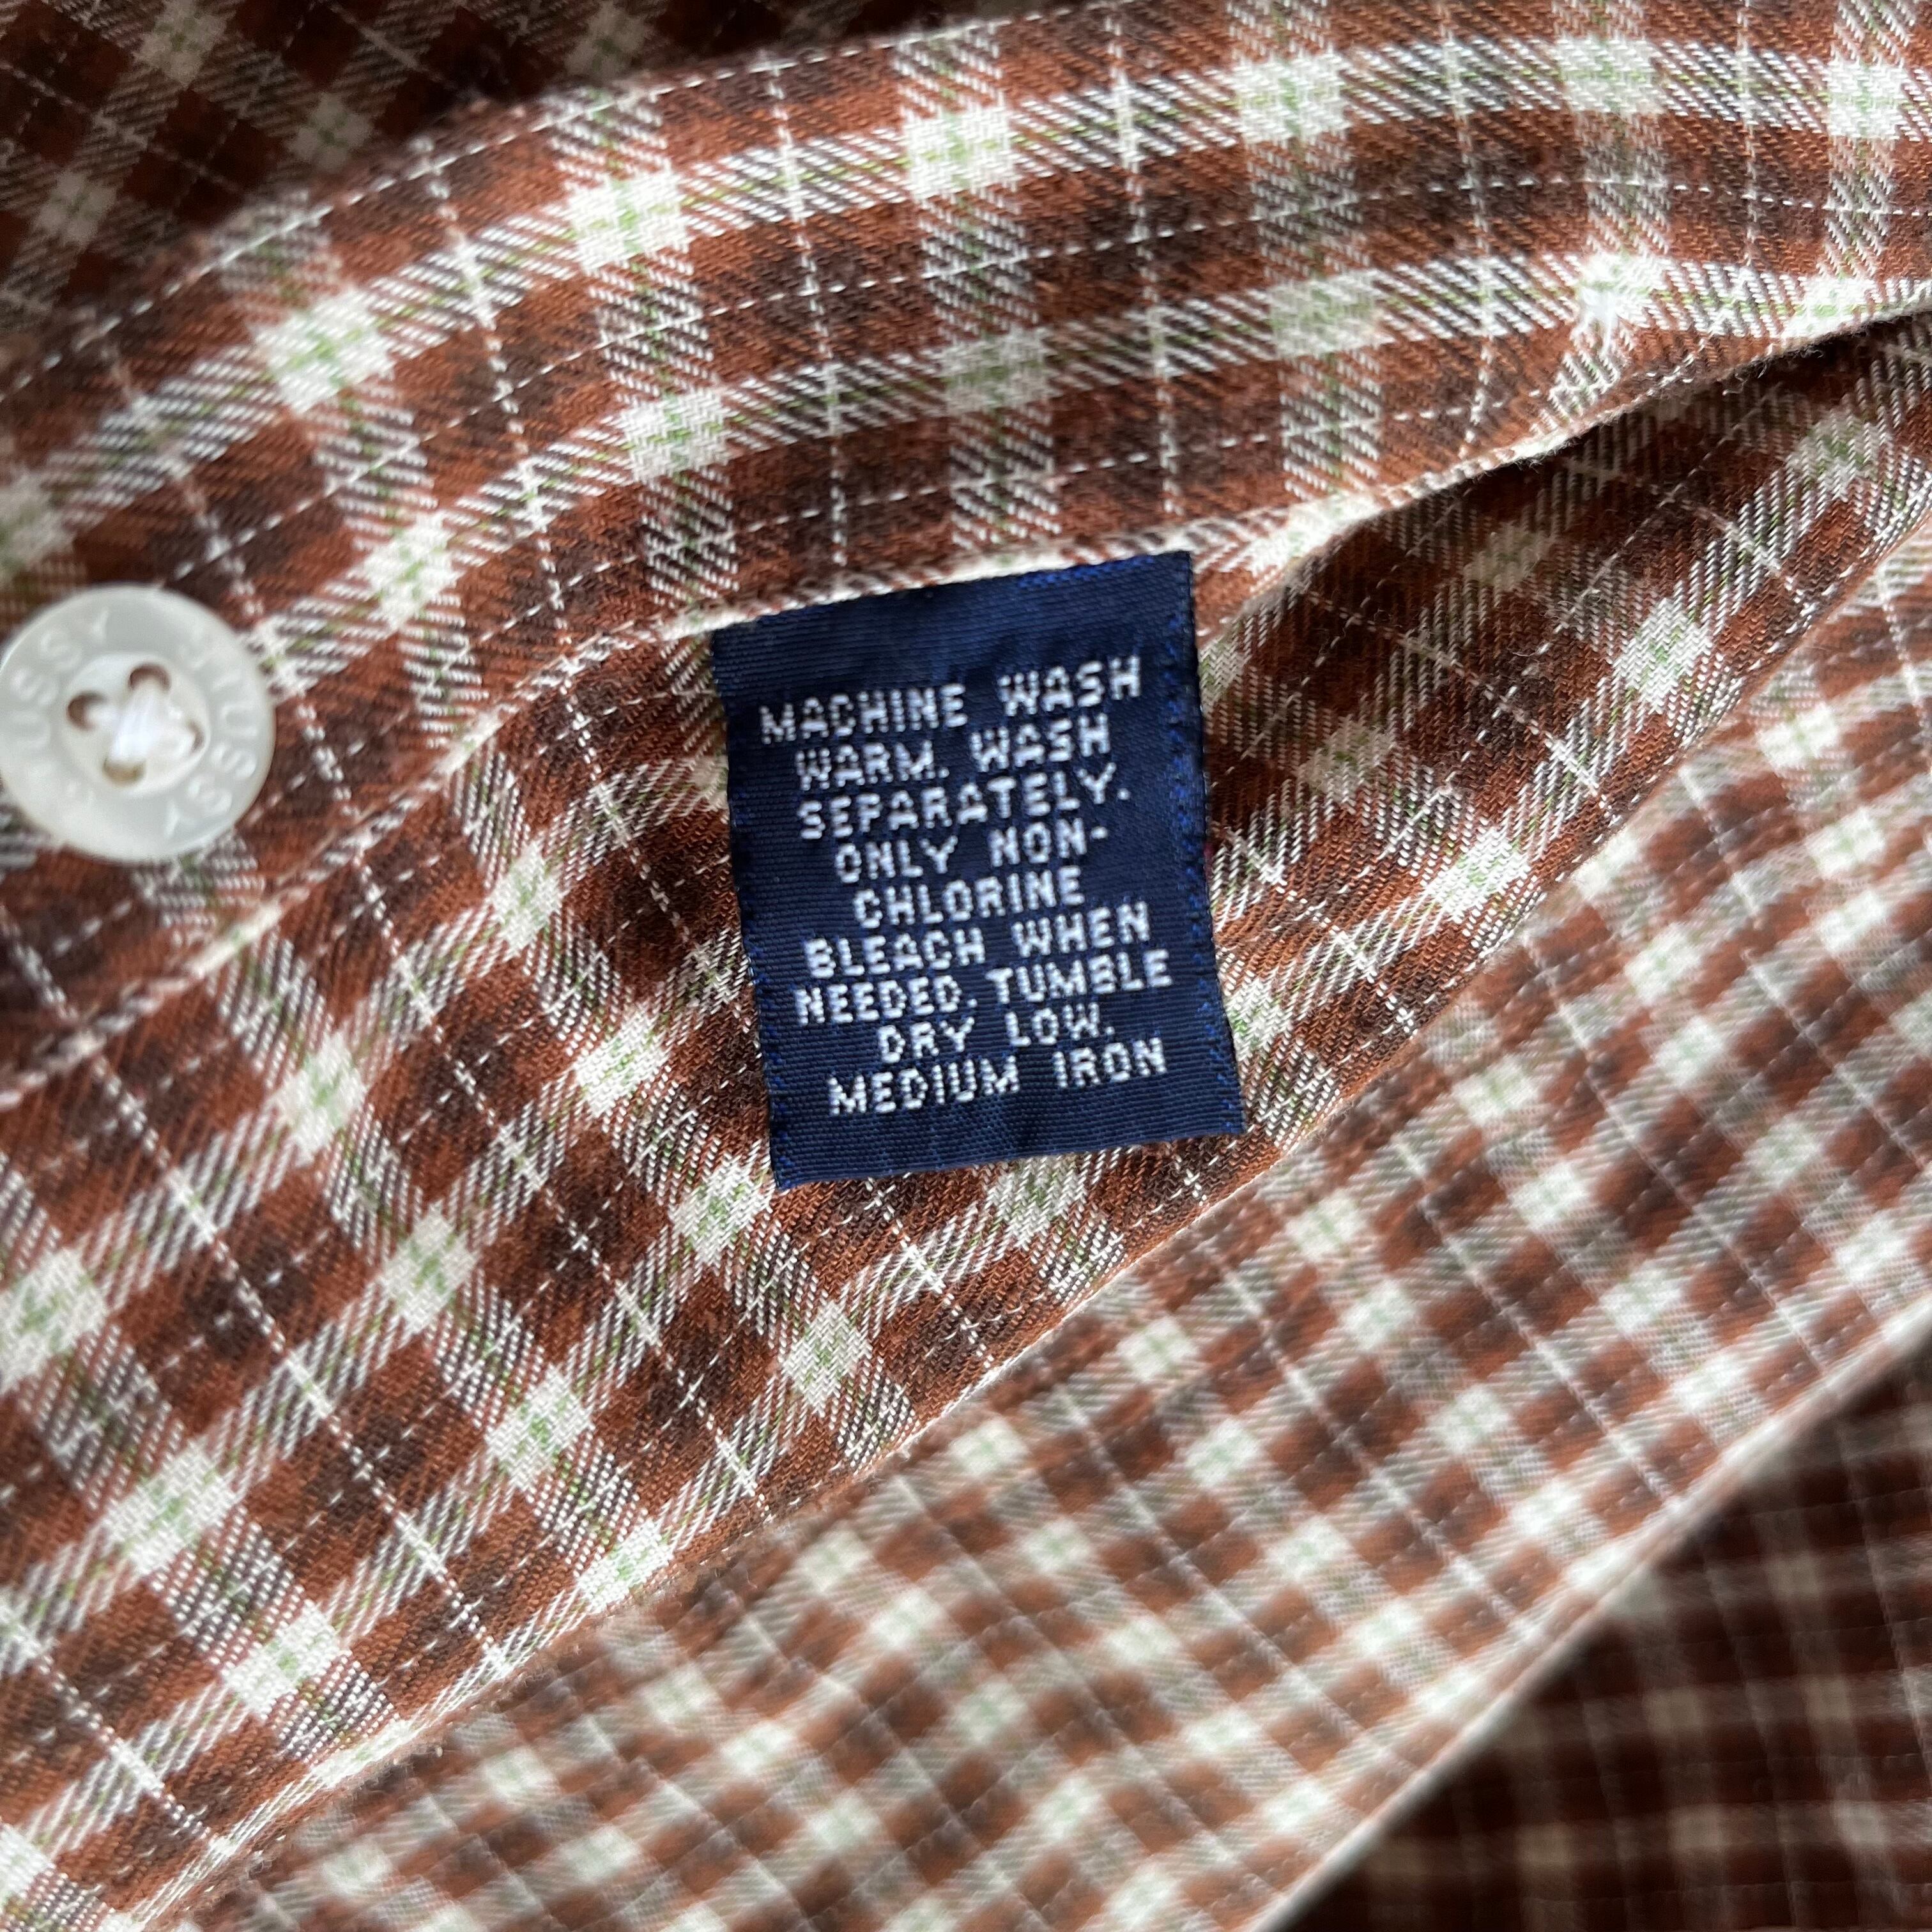 MACHINE WASH
WARM. WASH
SEPARATELY.
ONLY NON-
CHLORINE
BLEACH WHEN
NEEDED. TUMBLE
DRY LOW.
MEDIUM IRON